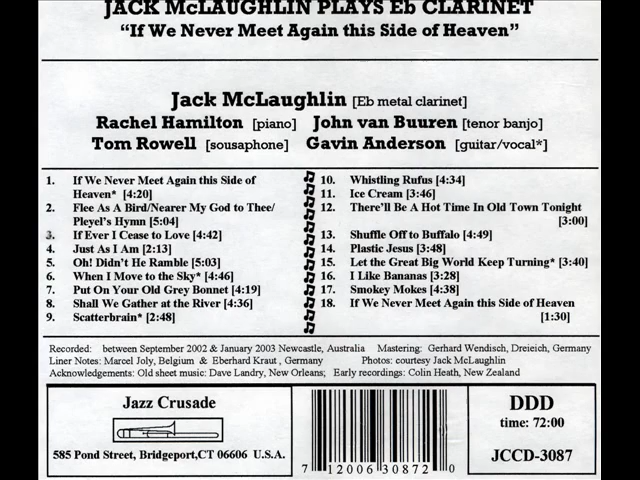 JACK McLAUGHLIN PLAYS Eb CLARINET
“If We Never Meet Again this Side of Heaven”
Jack McLaughlin [Eb metal clarinet]
Rachel Hamilton [piano] John van Buuren [tenor banjo]
Tom Rowell [sousaphone] Gavin Anderson [guitar/vocal*]
1. If We Never Meet Again this Side of
Heaven* [4:20]
2. Flee As A Bird/Nearer My God to Thee/
Pleyel's Hymn [5:04]
3. If Ever I Cease to Love [4:42]
4. Just As I Am [2:13]
5. Oh! Didn't He Ramble [5:03]
6. When I Move to the Sky* [4:46]
7. Put On Your Old Grey Bonnet [4:19]
8. Shall We Gather at the River [4:36]
9. Scatterbrain* [2:48]
10. Whistling Rufus [4:34]
11. Ice Cream [3:46]
12. There'll Be A Hot Time In Old Town Tonight
[3:00]
13. Shuffle Off to Buffalo [4:49]
14. Plastic Jesus [3:48]
15. Let the Great Big World Keep Turning* [3:40]
16. I Like Bananas [3:28]
17. Smokey Mokes [4:38]
18. If We Never Meet Again this Side of Heaven
[1:30]
Recorded: between September 2002 & January 2003 Newcastle, Australia Mastering: Gerhard Wendisch, Dreieich, Germany
Liner Notes: Marcel Joly, Belgium & Eberhard Kraut , Germany Photos: courtesy Jack McLaughlin
Acknowledgements: Old sheet music: Dave Landry, New Orleans; Early recordings: Colin Heath, New Zealand
Jazz Crusade
585 Pond Street, Bridgeport,CT 06606 U.S.A.
7 12006 30872 0
DDD
time: 72:00
JCCD-3087